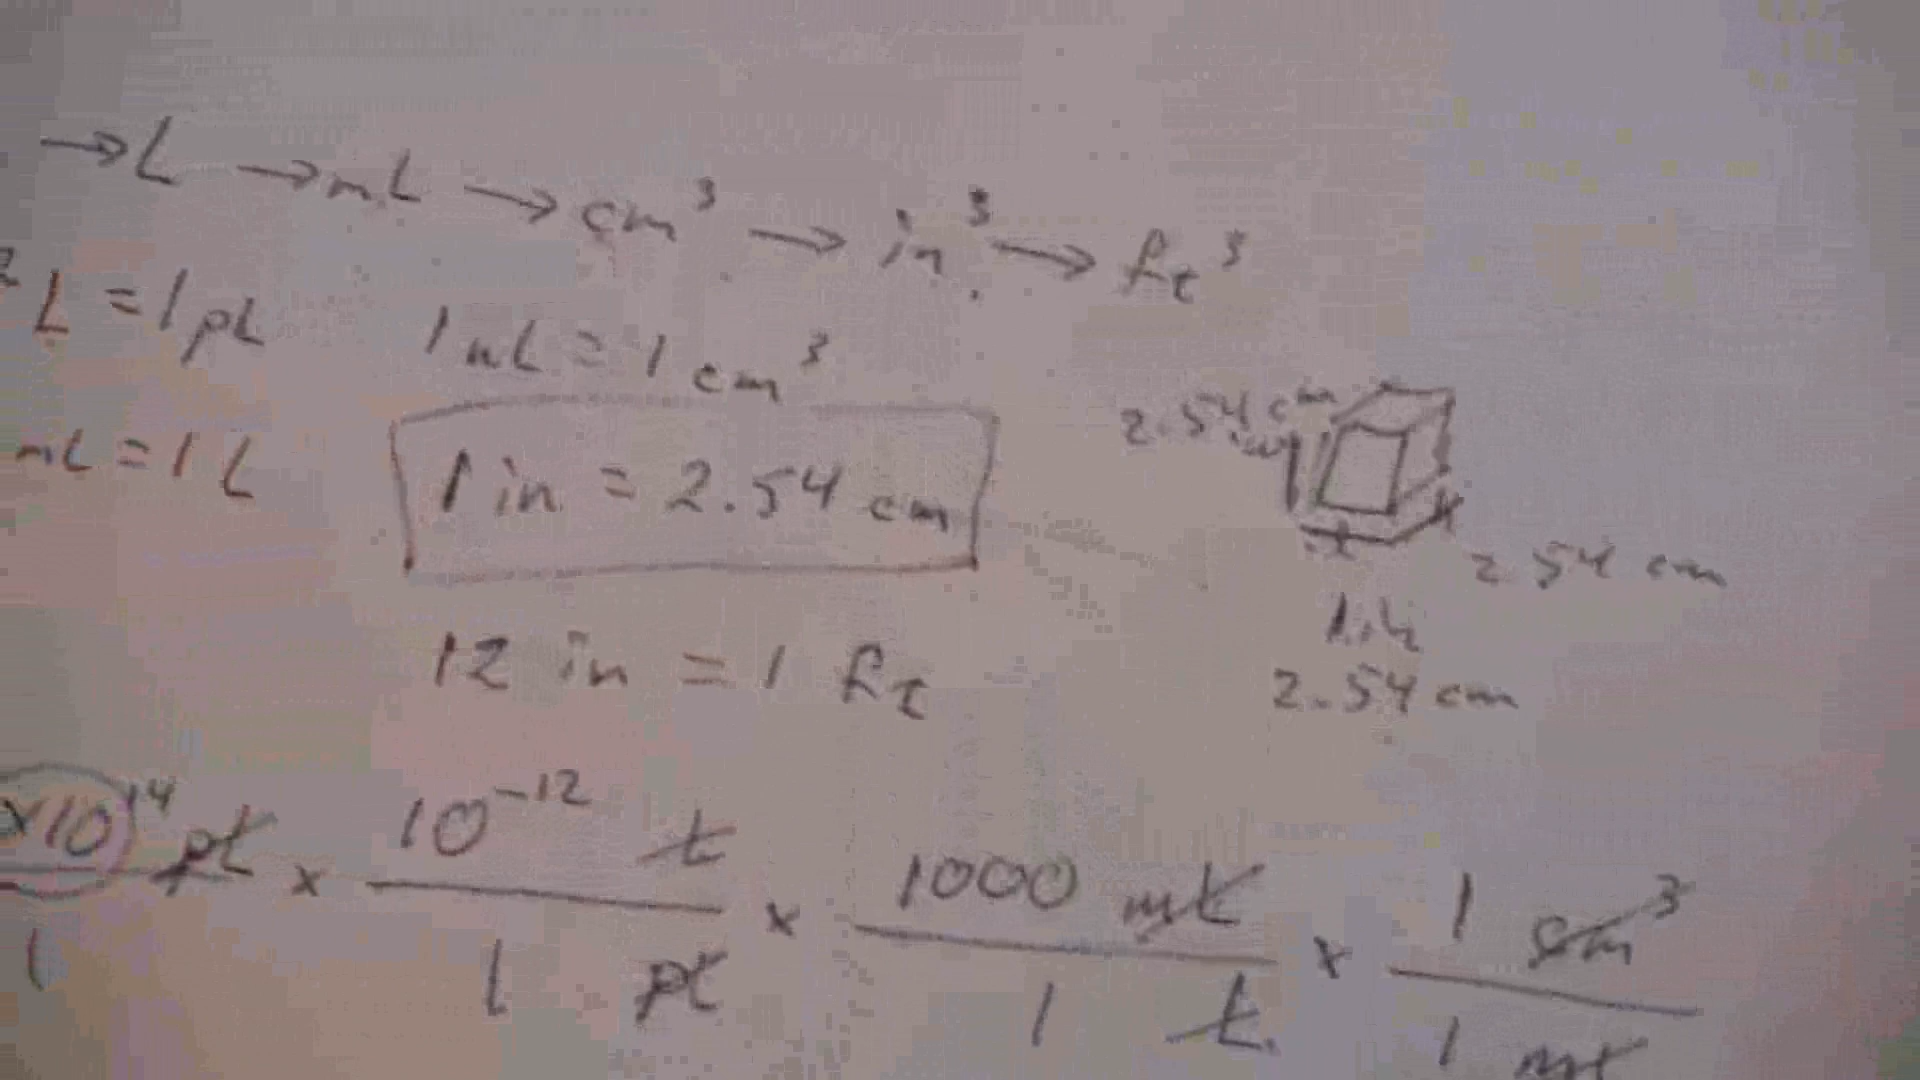 → L → mL → cm³ → in³ → ft³
L = 1 pL
1 mL = 1 cm³
mL = 1 L
1 in = 2.54 cm
12 in = 1 ft
2.54 cm
2.54 cm
2.54 cm
x10¹⁴ pL x 10⁻¹² L x 1000 mL x 1 cm³
1 1 pL 1 L 1 mL